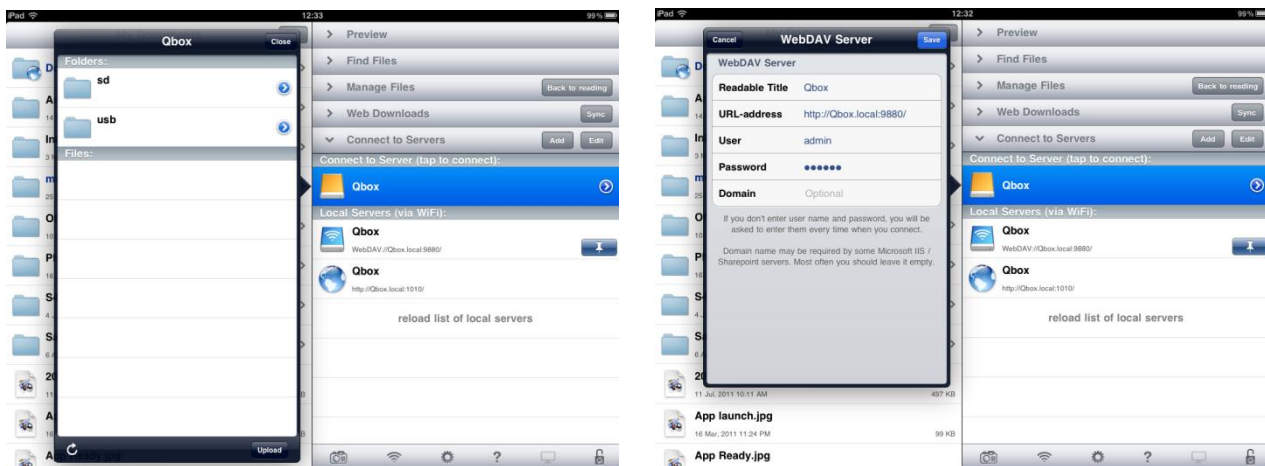 iPad 12:33 99%
Qbox Close
Folders:
sd
usb
Files:
Upload
Preview
Find Files
Manage Files Back to reading
Web Downloads Sync
Connect to Servers Add Edit
Connect to Server (tap to connect):
Qbox
Local Servers (via WiFi):
Qbox
WebDAV://Qbox.local:9880/
Qbox
http://Qbox.local:1010/
reload list of local servers
?
iPad 12:32 99%
Cancel WebDAV Server Save
WebDAV Server
Readable Title Qbox
URL-address http://Qbox.local:9880/
User admin
Password ••••••
Domain Optional
If you don't enter user name and password, you will be
asked to enter them every time when you connect.
Domain name may be required by some Microsoft IIS /
Sharepoint servers. Most often you should leave it empty.
11 Jul, 2011 10:11 AM 497 KB
App launch.jpg
16 Mar, 2011 11:24 PM 99 KB
App Ready.jpg
Preview
Find Files
Manage Files Back to reading
Web Downloads Sync
Connect to Servers Add Edit
Connect to Server (tap to connect):
Qbox
Local Servers (via WiFi):
Qbox
WebDAV://Qbox.local:9880/
Qbox
http://Qbox.local:1010/
reload list of local servers
?